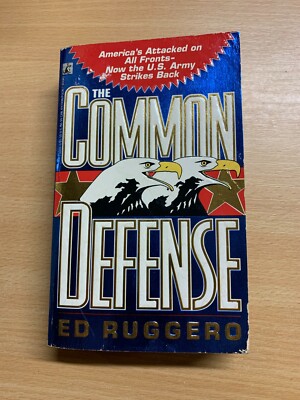 America's Attacked on
All Fronts–
Now the U.S. Army
Strikes Back
THE
COMMON
DEFENSE
ED RUGGERO